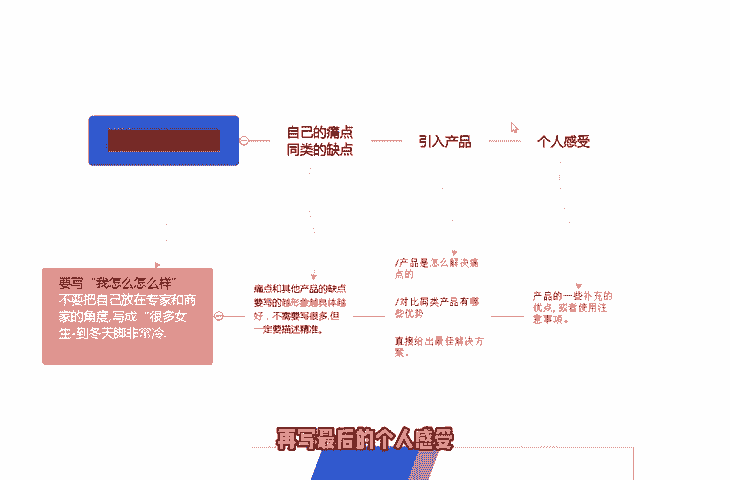 自己的痛点
同类的缺点
引入产品
个人感受
要写“我怎么怎么样”
不要把自己放在专家和商
家的角度,写成“很多女
生-到冬天脚非常冷.
痛点和其他产品的缺点
要写的越形象越具体越
好，不需要写很多,但
一定要描述精准。
/产品是怎么解决痛
点的
/对比同类产品有哪
些优势
直接给出最佳解决方
案。
产品的一些补充的
优点, 或者使用注
意事项。
再写最后的个人感受